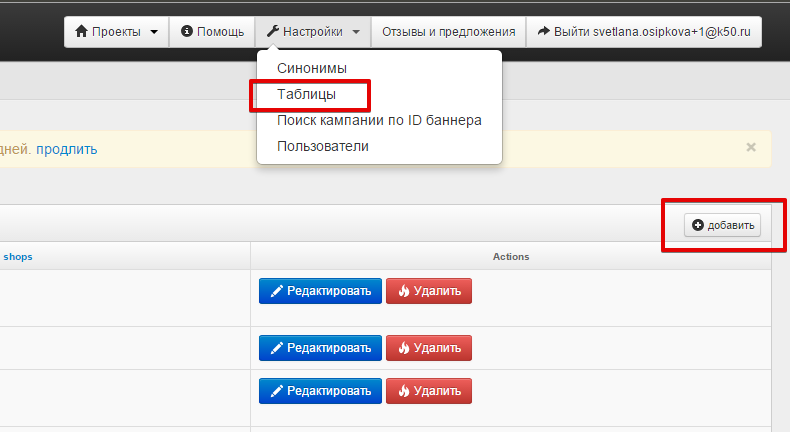 Проекты Помощь Настройки Отзывы и предложения Выйти svetlana.osipkova+1@k50.ru
Синонимы
Таблицы
Поиск кампании по ID баннера
Пользователи
дней. продлить ×
добавить
shops Actions
Редактировать Удалить
Редактировать Удалить
Редактировать Удалить